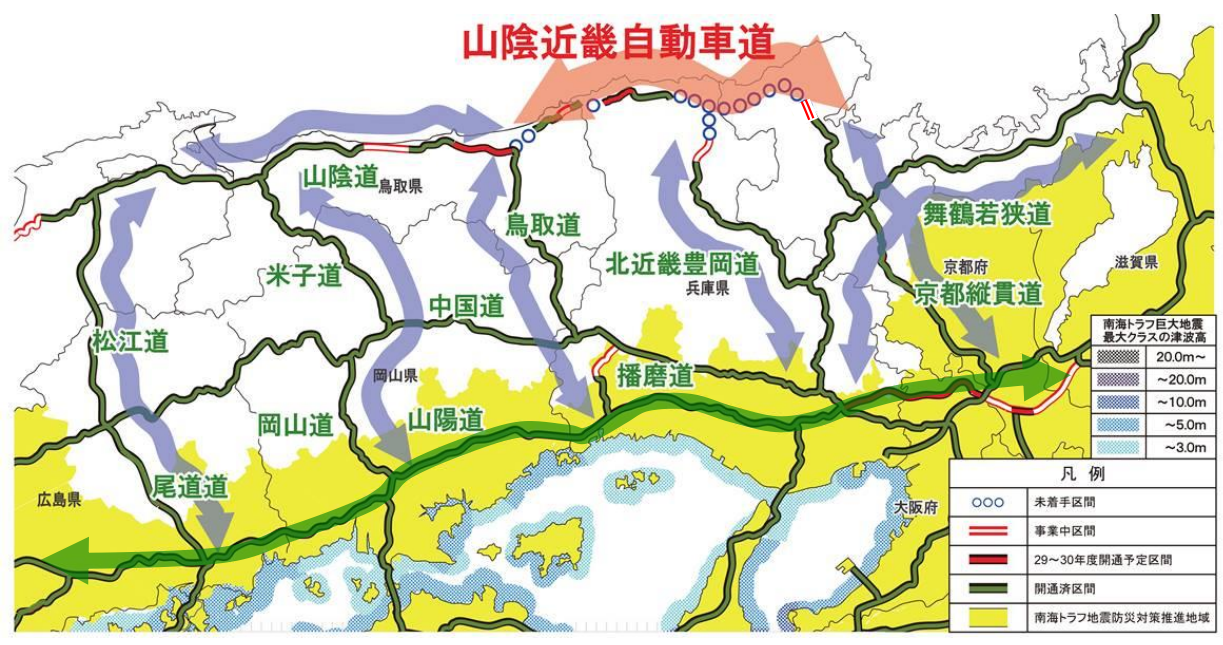 山陰近畿自動車道
山陰道
鳥取県
鳥取道
舞鶴若狭道
米子道
北近畿豊岡道
兵庫県
京都府
滋賀県
京都縦貫道
中国道
松江道
岡山県
播磨道
岡山道
山陽道
尾道道
広島県
大阪府
南海トラフ巨大地震
最大クラスの津波高
20.0m~
~20.0m
~10.0m
~5.0m
~3.0m
凡 例
未着手区間
事業中区間
29~30年度開通予定区間
開通済区間
南海トラフ地震防災対策推進地域